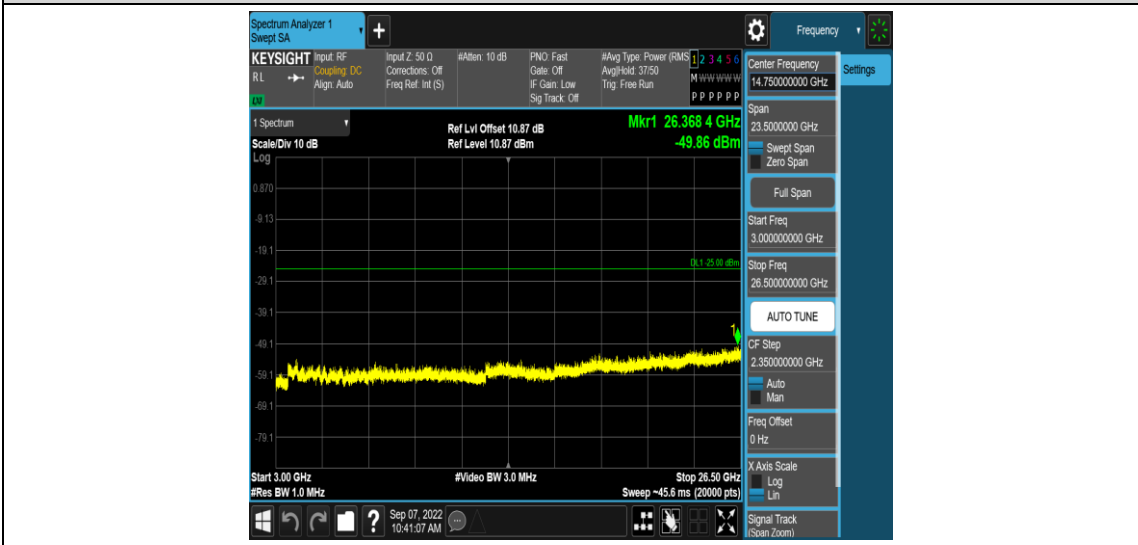 Spectrum Analyzer 1
Swept SA
+
Frequency
KEYSIGHT
RL
LXI
Input: RF
Coupling: DC
Align: Auto
Input Z: 50 Ω
Corrections: Off
Freq Ref: Int (S)
#Atten: 10 dB
PNO: Fast
Gate: Off
IF Gain: Low
Sig Track: Off
#Avg Type: Power (RMS
Avg|Hold: 37/50
Trig: Free Run
1 2 3 4 5 6
M W W W W W
P P P P P P
1 Spectrum
Scale/Div 10 dB
Log
Ref Lvl Offset 10.87 dB
Ref Level 10.87 dBm
Mkr1 26.368 4 GHz
-49.86 dBm
0.870
-9.13
-19.1
DL1 -25.00 dBm
-29.1
-39.1
1
-49.1
-59.1
-69.1
-79.1
Start 3.00 GHz
#Res BW 1.0 MHz
#Video BW 3.0 MHz
Stop 26.50 GHz
Sweep ~45.6 ms (20000 pts)
?
Sep 07, 2022
10:41:07 AM
Center Frequency
14.750000000 GHz
Settings
Span
23.5000000 GHz
Swept Span
Zero Span
Full Span
Start Freq
3.000000000 GHz
Stop Freq
26.500000000 GHz
AUTO TUNE
CF Step
2.350000000 GHz
Auto
Man
Freq Offset
0 Hz
X Axis Scale
Log
Lin
Signal Track
(Span Zoom)